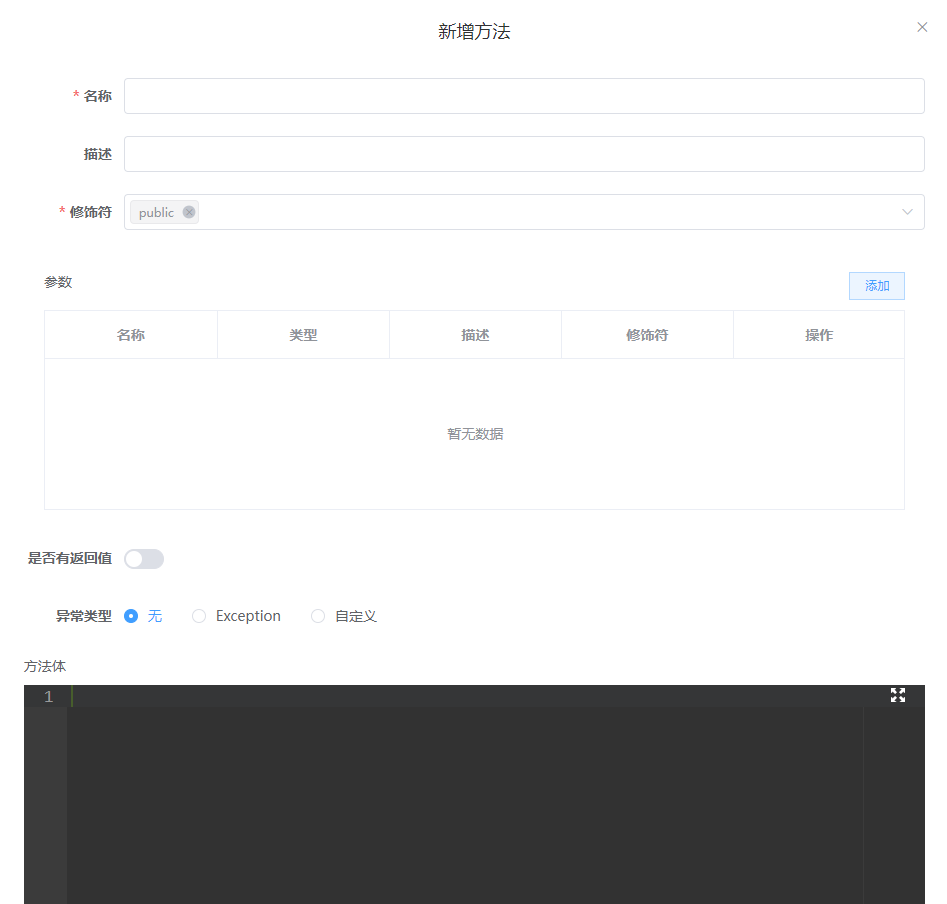 新增方法
* 名称
描述
* 修饰符 public
参数 添加
名称 类型 描述 修饰符 操作
暂无数据
是否有返回值
异常类型 无 Exception 自定义
方法体
1